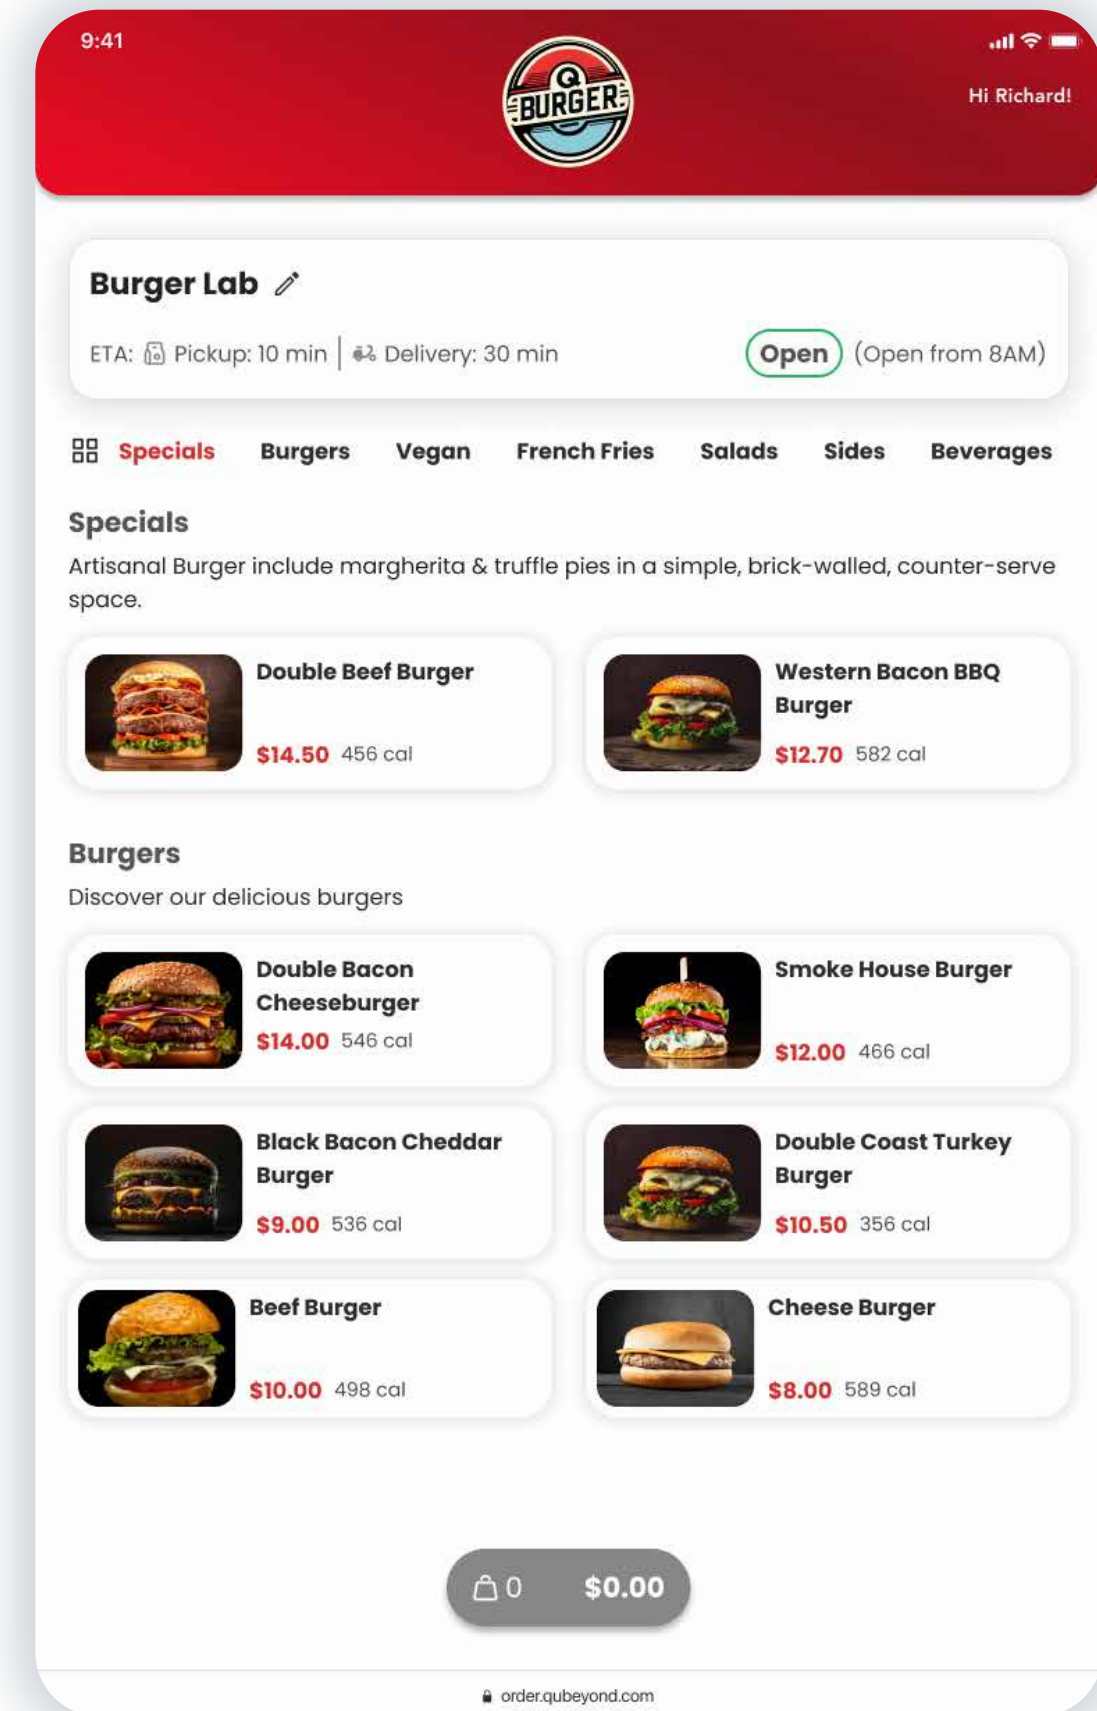 9:41
Q
BURGER
Hi Richard!
Burger Lab
ETA: Pickup: 10 min | Delivery: 30 min
Open (Open from 8AM)
Specials Burgers Vegan French Fries Salads Sides Beverages
Specials
Artisanal Burger include margherita & truffle pies in a simple, brick-walled, counter-serve
space.
Double Beef Burger
$14.50 456 cal
Western Bacon BBQ
Burger
$12.70 582 cal
Burgers
Discover our delicious burgers
Double Bacon
Cheeseburger
$14.00 546 cal
Smoke House Burger
$12.00 466 cal
Black Bacon Cheddar
Burger
$9.00 536 cal
Double Coast Turkey
Burger
$10.50 356 cal
Beef Burger
$10.00 498 cal
Cheese Burger
$8.00 589 cal
0 $0.00
order.qubeyond.com